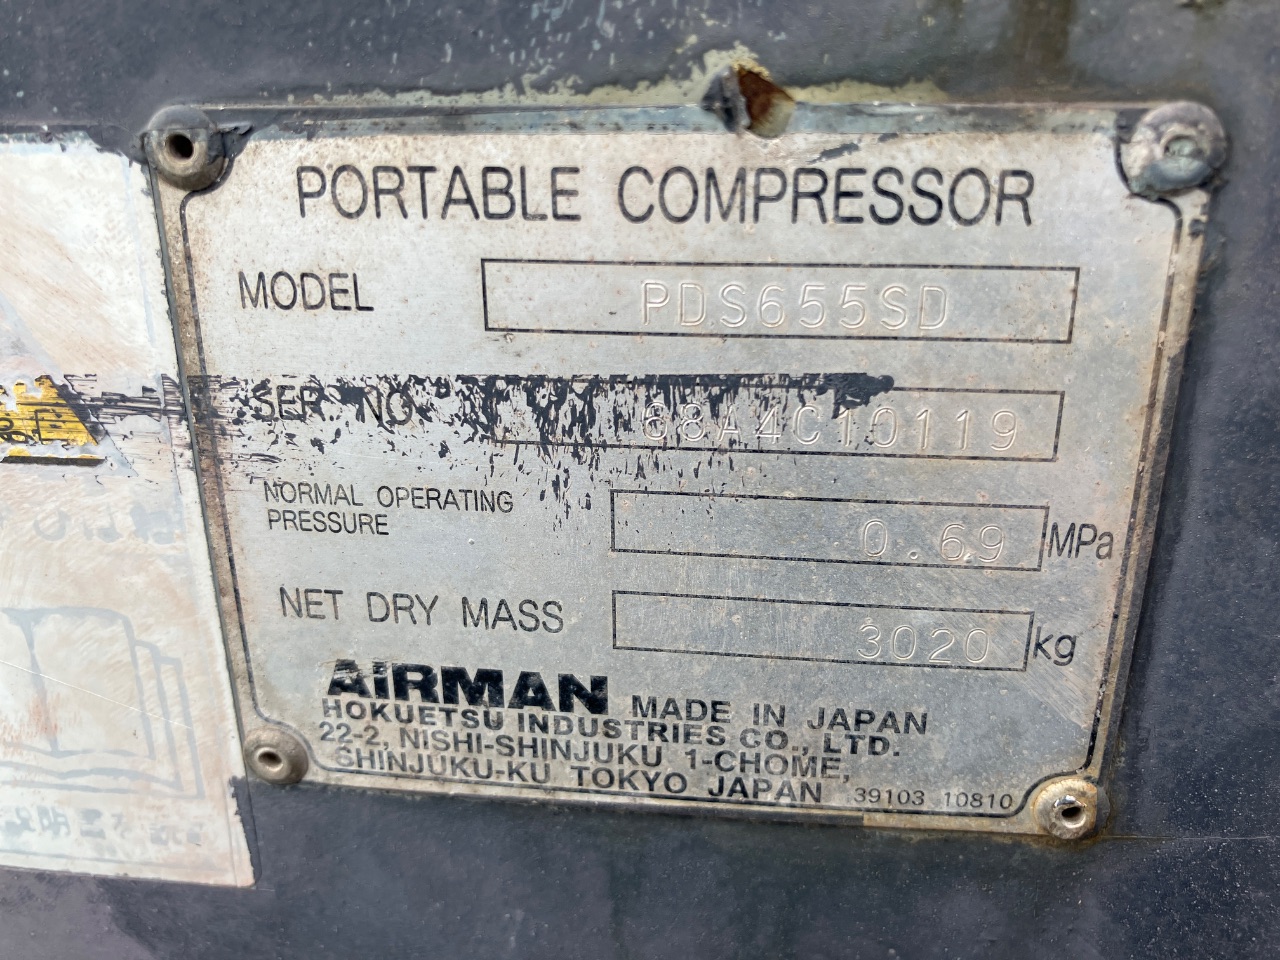 PORTABLE COMPRESSOR
MODEL PDS655SD
SER. NO. 68A4C10119
NORMAL OPERATING
PRESSURE 0.69 MPa
NET DRY MASS 3020 kg
AIRMAN MADE IN JAPAN
HOKUETSU INDUSTRIES CO., LTD.
22-2, NISHI-SHINJUKU 1-CHOME,
SHINJUKU-KU TOKYO JAPAN 39103 10810